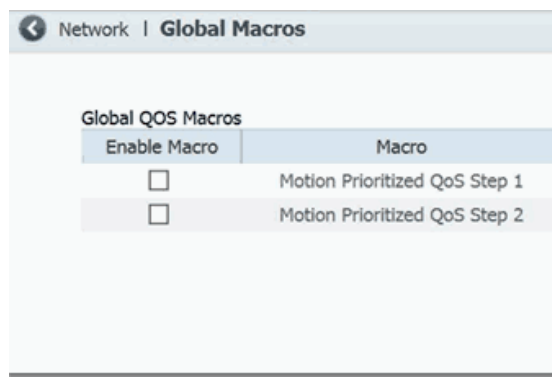 Network | Global Macros
Global QOS Macros
Enable Macro Macro
Motion Prioritized QoS Step 1
Motion Prioritized QoS Step 2